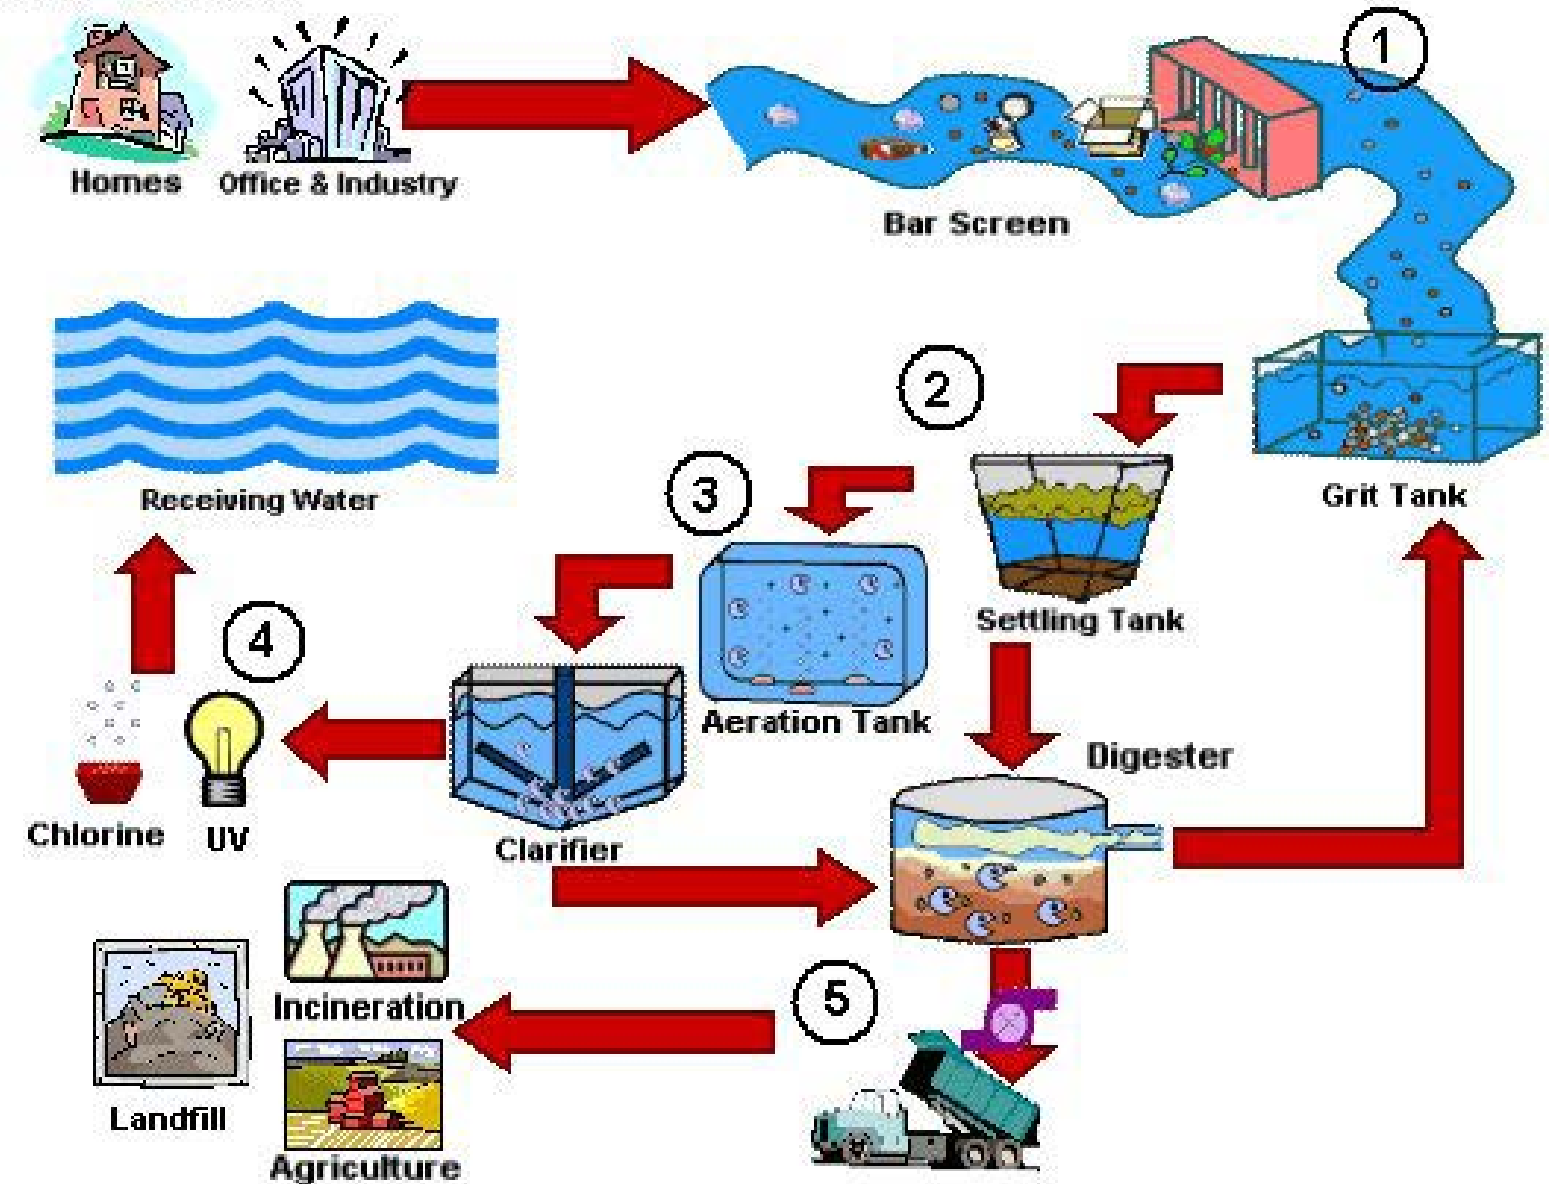 1
Homes
Office & Industry
Bar Screen
2
3
Receiving Water
Grit Tank
Settling Tank
4
Aeration Tank
Digester
Chlorine
UV
Clarifier
5
Incineration
Landfill
Agriculture